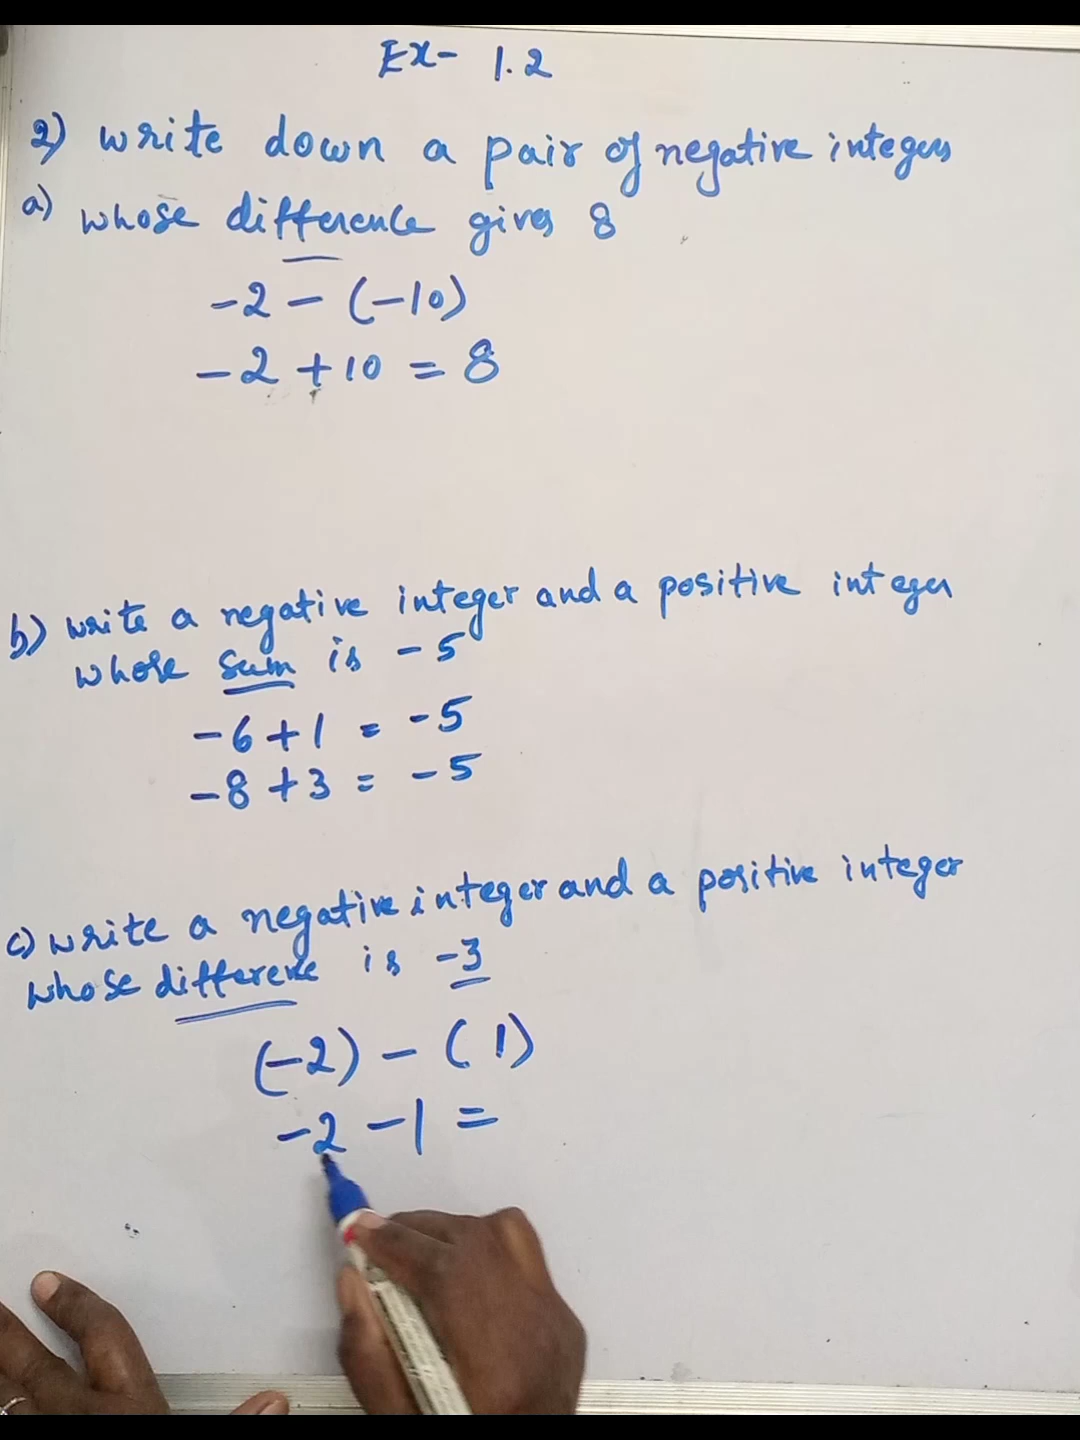 Ex- 1.2
2) write down a pair of negative integers
a) whose difference gives 8
-2 - (-10)
-2 + 10 = 8
b) write a negative integer and a positive integer
whose sum is -5
-6 + 1 = -5
-8 + 3 = -5
c) write a negative integer and a positive integer
whose differece is -3
(-2) - (1)
-2 - 1 =